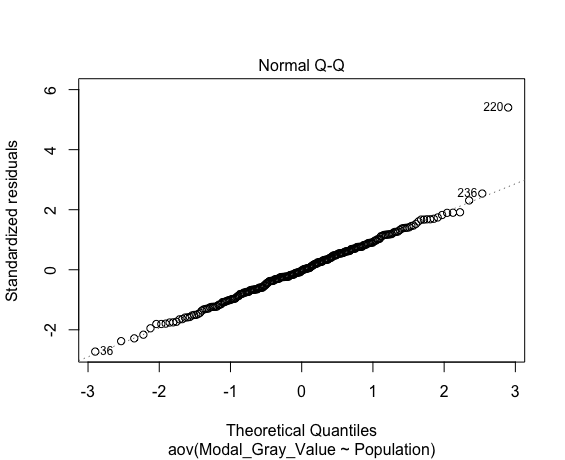 Normal Q-Q
6
4
2
0
-2
Standardized residuals
220
236
36
-3 -2 -1 0 1 2 3
Theoretical Quantiles
aov(Modal_Gray_Value ~ Population)